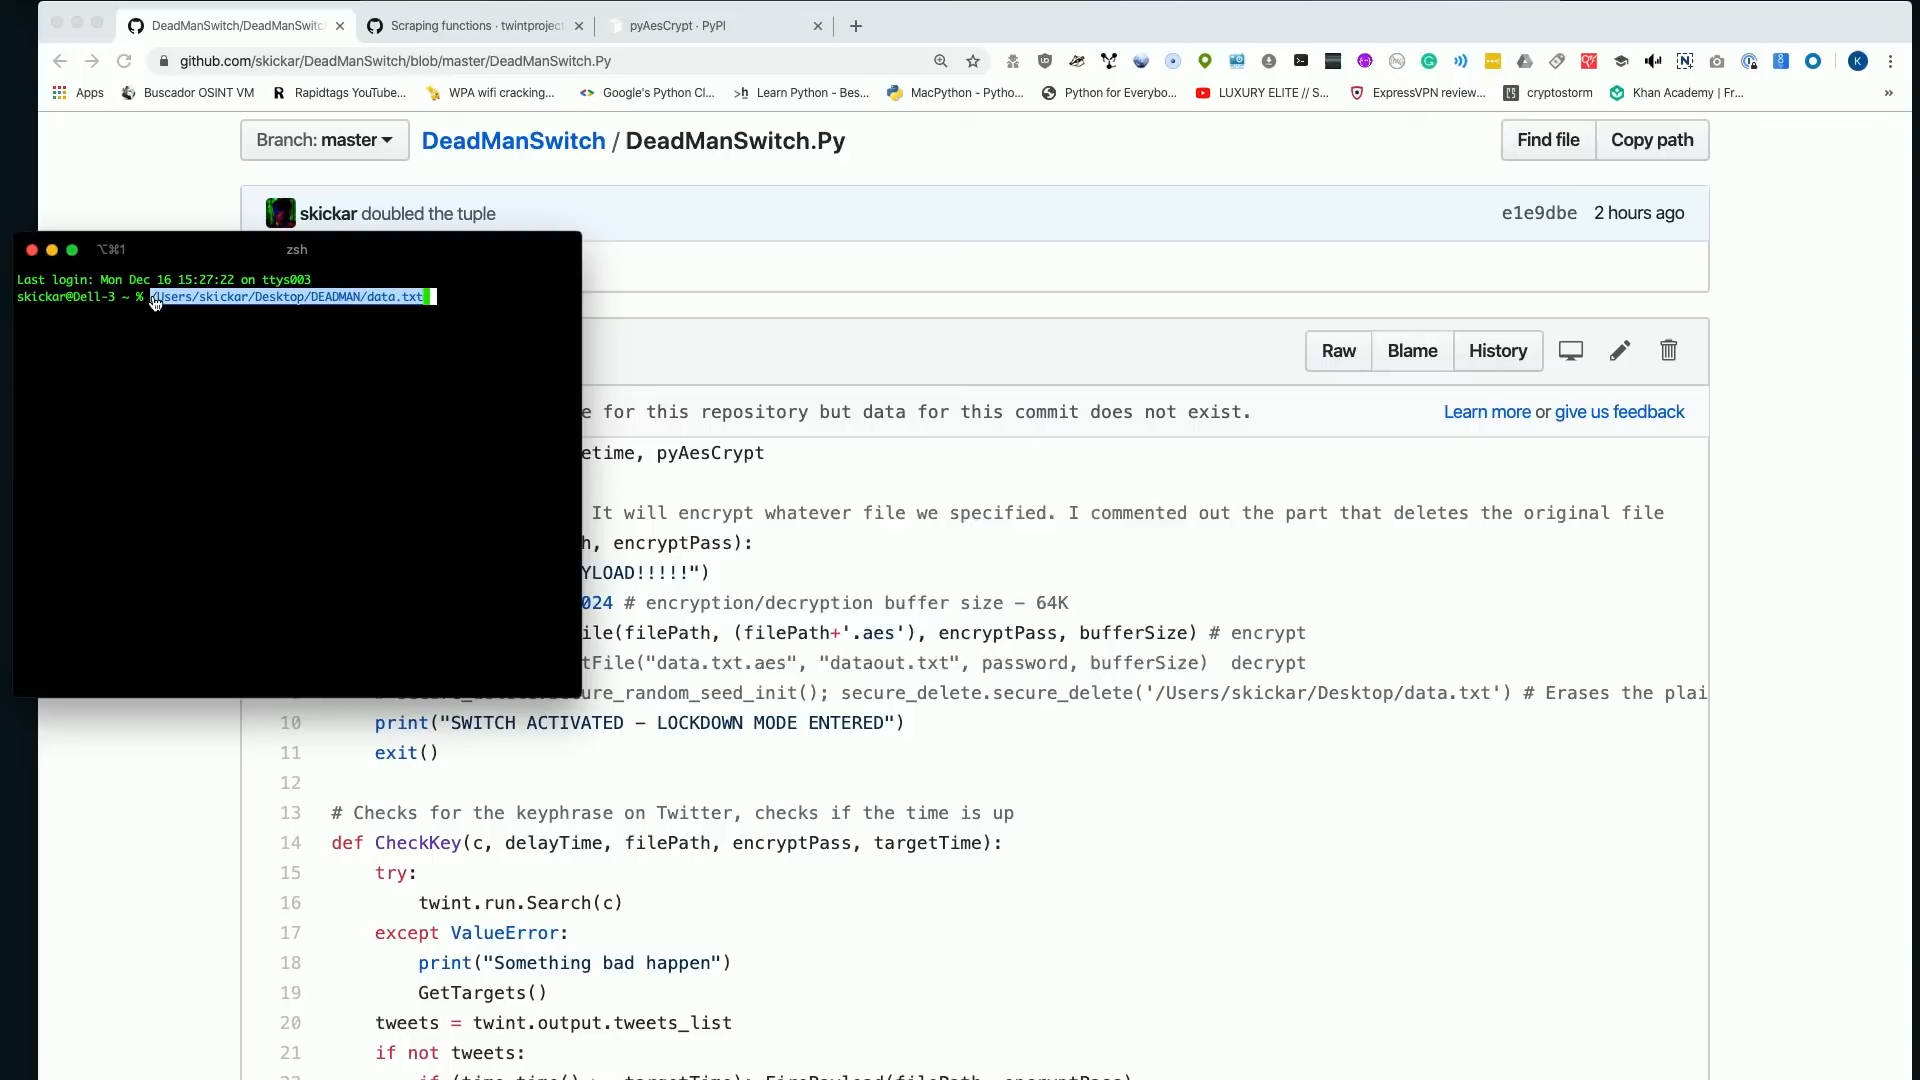 DeadManSwitch/DeadManSwitc
Scraping functions · twintproject
pyAesCrypt · PyPI
github.com/skickar/DeadManSwitch/blob/master/DeadManSwitch.Py
Apps
Buscador OSINT VM
Rapidtags YouTube...
WPA wifi cracking...
Google's Python Cl...
Learn Python - Bes...
MacPython - Pytho...
Python for Everybo...
LUXURY ELITE // S...
ExpressVPN review...
cryptostorm
Khan Academy | Fr...
»
Branch: master
DeadManSwitch / DeadManSwitch.Py
Find file
Copy path
skickar doubled the tuple
e1e9dbe 2 hours ago
⌥⌘1
zsh
Last login: Mon Dec 16 15:27:22 on ttys003
skickar@Dell-3 ~ % /Users/skickar/Desktop/DEADMAN/data.txt
Raw
Blame
History
e for this repository but data for this commit does not exist.
Learn more or give us feedback
etime, pyAesCrypt
It will encrypt whatever file we specified. I commented out the part that deletes the original file
h, encryptPass):
YLOAD!!!!!")
024 # encryption/decryption buffer size – 64K
ile(filePath, (filePath+'.aes'), encryptPass, bufferSize) # encrypt
tFile("data.txt.aes", "dataout.txt", password, bufferSize) decrypt
ure_random_seed_init(); secure_delete.secure_delete('/Users/skickar/Desktop/data.txt') # Erases the plai
10 print("SWITCH ACTIVATED – LOCKDOWN MODE ENTERED")
11 exit()
12
13 # Checks for the keyphrase on Twitter, checks if the time is up
14 def CheckKey(c, delayTime, filePath, encryptPass, targetTime):
15 try:
16 twint.run.Search(c)
17 except ValueError:
18 print("Something bad happen")
19 GetTargets()
20 tweets = twint.output.tweets_list
21 if not tweets: